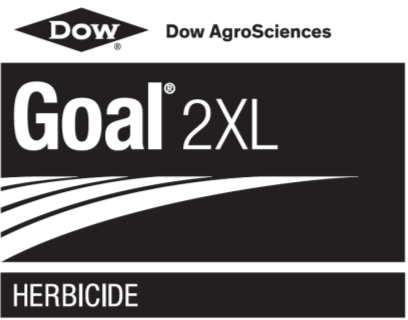 DOW®
Dow AgroSciences
Goal® 2XL
HERBICIDE